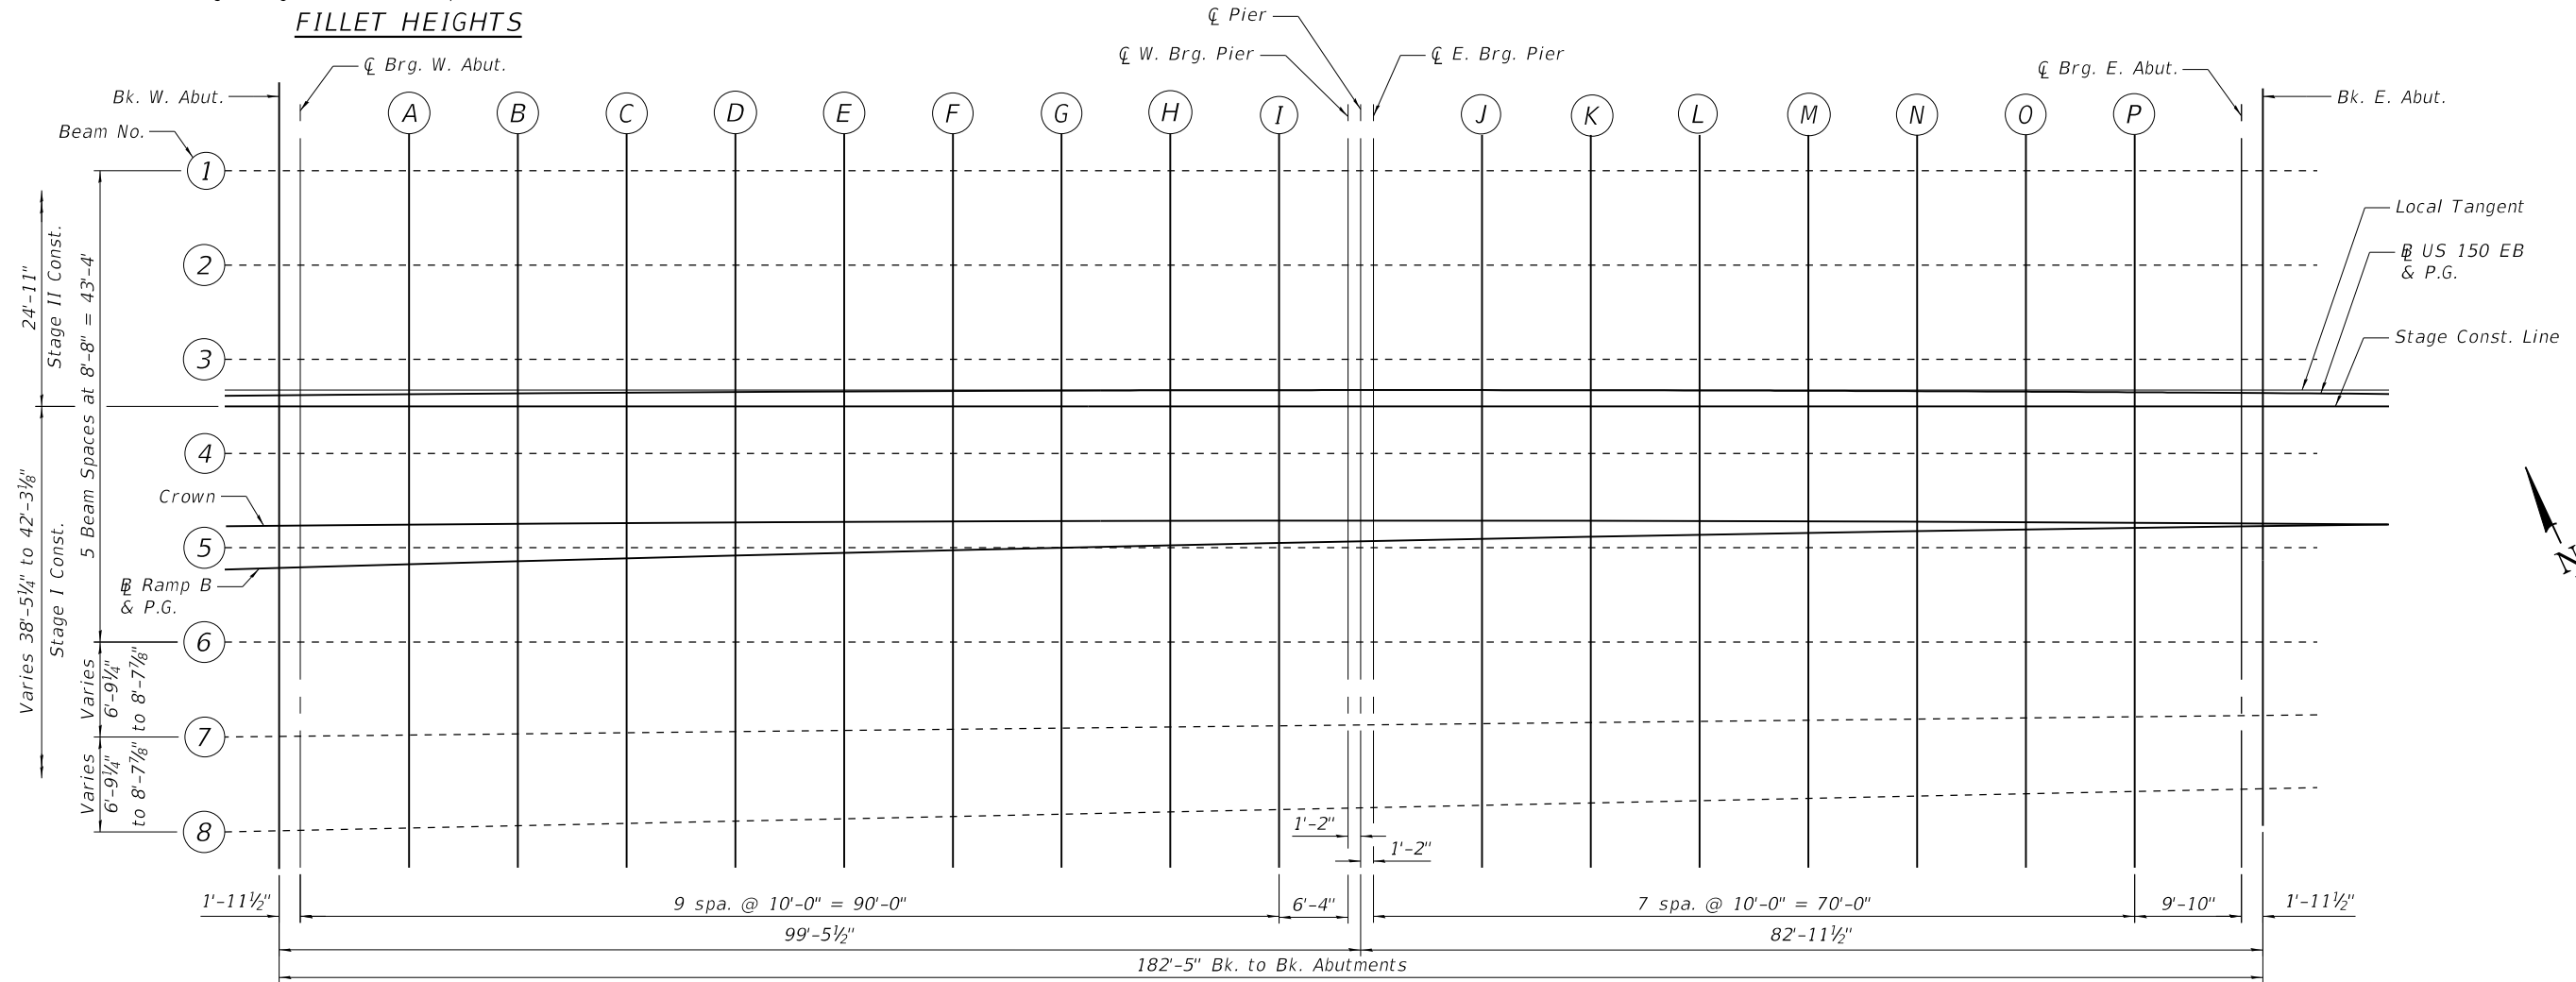 FILLET HEIGHTS
℄ Pier
℄ W. Brg. Pier
℄ E. Brg. Pier
℄ Brg. W. Abut.
℄ Brg. E. Abut.
Bk. W. Abut.
Bk. E. Abut.
Beam No.
A B C D E F G H I J K L M N O P
1
2
3
4
5
6
7
8
Local Tangent
BL US 150 EB
& P.G.
Stage Const. Line
24'-11"
Stage II Const.
5 Beam Spaces at 8'-8" = 43'-4'
Varies 38'-5¼" to 42'-3⅛"
Stage I Const.
Crown
BL Ramp B
& P.G.
Varies
6'-9¼"
to 8'-7⅞"
Varies
6'-9¼"
to 8'-7⅞"
N
1'-2"
1'-2"
1'-11½"
9 spa. @ 10'-0" = 90'-0"
6'-4"
7 spa. @ 10'-0" = 70'-0"
9'-10"
1'-11½"
99'-5½"
82'-11½"
182'-5" Bk. to Bk. Abutments